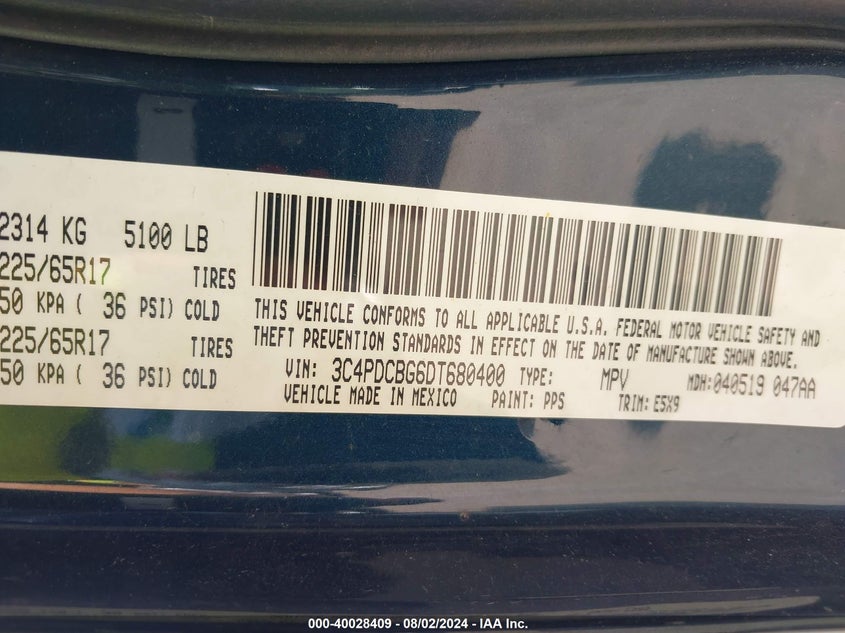 2314 KG 5100 LB
225/65R17 TIRES
50 KPA ( 36 PSI) COLD
225/65R17 TIRES
50 KPA ( 36 PSI) COLD
THIS VEHICLE CONFORMS TO ALL APPLICABLE U.S.A. FEDERAL MOTOR VEHICLE SAFETY AND
THEFT PREVENTION STANDARDS IN EFFECT ON THE DATE OF MANUFACTURE SHOWN ABOVE.
VIN: 3C4PDCBG6DT680400 TYPE: MPV MDH: 040519 047AA
VEHICLE MADE IN MEXICO PAINT: PPS TRIM: E5X9
000-40028409 - 08/02/2024 - IAA Inc.